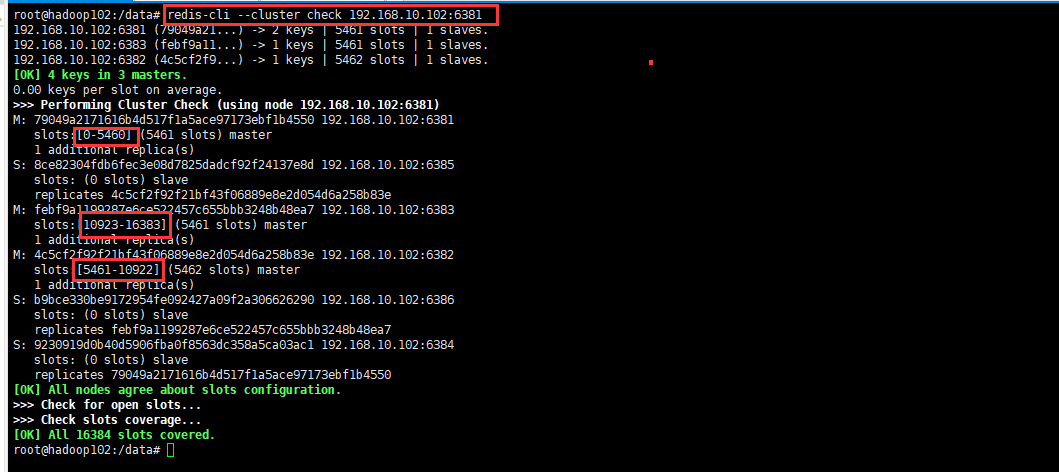 root@hadoop102:/data# redis-cli --cluster check 192.168.10.102:6381
192.168.10.102:6381 (79049a21...) -> 2 keys | 5461 slots | 1 slaves.
192.168.10.102:6383 (febf9a11...) -> 1 keys | 5461 slots | 1 slaves.
192.168.10.102:6382 (4c5cf2f9...) -> 1 keys | 5462 slots | 1 slaves.
[OK] 4 keys in 3 masters.
0.00 keys per slot on average.
>>> Performing Cluster Check (using node 192.168.10.102:6381)
M: 79049a2171616b4d517f1a5ace97173ebf1b4550 192.168.10.102:6381
   slots:[0-5460] (5461 slots) master
   1 additional replica(s)
S: 8ce82304fdb6fec3e08d7825dadcf92f24137e8d 192.168.10.102:6385
   slots: (0 slots) slave
   replicates 4c5cf2f92f21bf43f06889e8e2d054d6a258b83e
M: febf9a1199287e6ce522457c655bbb3248b48ea7 192.168.10.102:6383
   slots:[10923-16383] (5461 slots) master
   1 additional replica(s)
M: 4c5cf2f92f21bf43f06889e8e2d054d6a258b83e 192.168.10.102:6382
   slots:[5461-10922] (5462 slots) master
   1 additional replica(s)
S: b9bce330be9172954fe092427a09f2a306626290 192.168.10.102:6386
   slots: (0 slots) slave
   replicates febf9a1199287e6ce522457c655bbb3248b48ea7
S: 9230919d0b40d5906fba0f8563dc358a5ca03ac1 192.168.10.102:6384
   slots: (0 slots) slave
   replicates 79049a2171616b4d517f1a5ace97173ebf1b4550
[OK] All nodes agree about slots configuration.
>>> Check for open slots...
>>> Check slots coverage...
[OK] All 16384 slots covered.
root@hadoop102:/data#